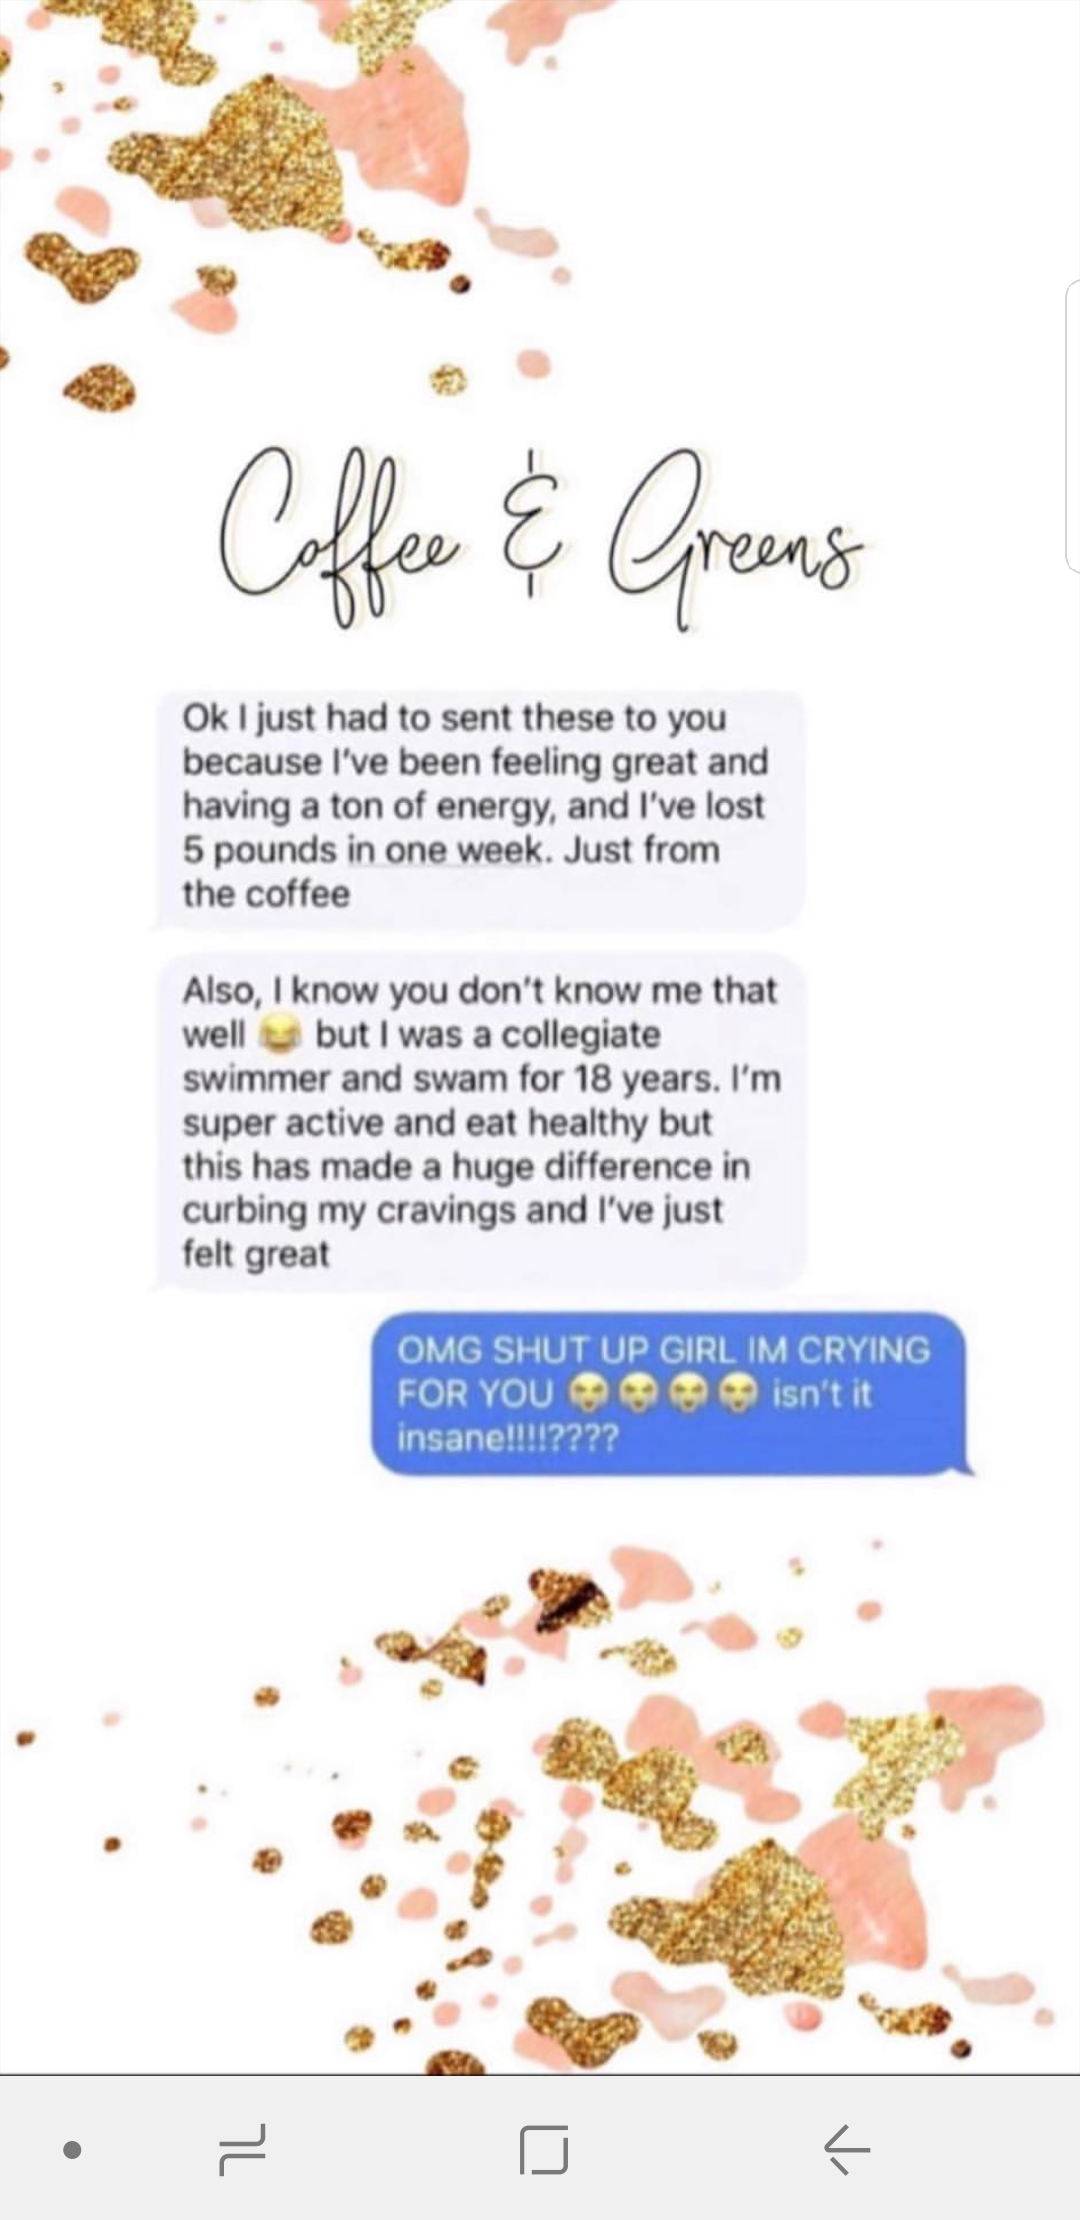 Coffee & Greens
Ok I just had to sent these to you
because I've been feeling great and
having a ton of energy, and I've lost
5 pounds in one week. Just from
the coffee
Also, I know you don't know me that
well 😂 but I was a collegiate
swimmer and swam for 18 years. I'm
super active and eat healthy but
this has made a huge difference in
curbing my cravings and I've just
felt great
OMG SHUT UP GIRL IM CRYING
FOR YOU 😭😭😭😭 isn't it
insane!!!!????